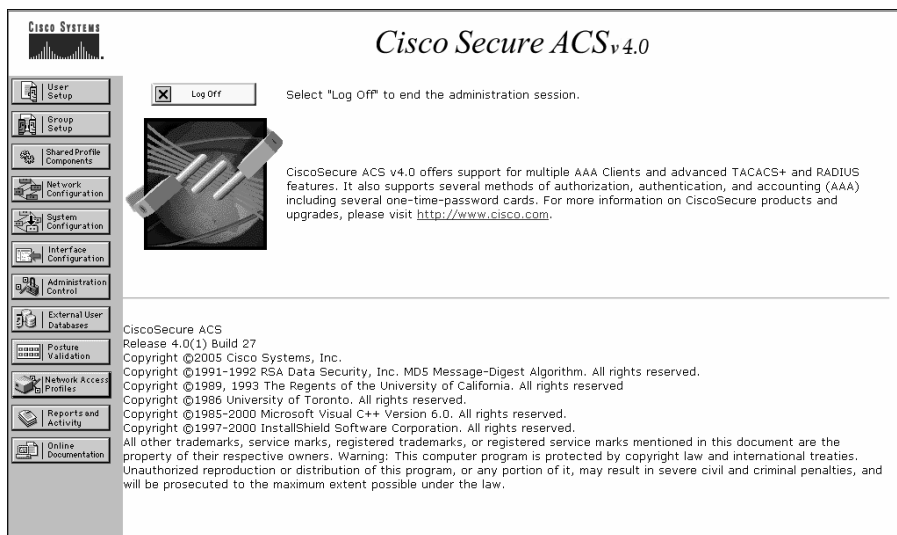 CISCO SYSTEMS
Cisco Secure ACS v 4.0
User
Setup
Group
Setup
Shared Profile
Components
Network
Configuration
System
Configuration
Interface
Configuration
Administration
Control
External User
Databases
Posture
Validation
Network Access
Profiles
Reports and
Activity
Online
Documentation
Log Off
Select "Log Off" to end the administration session.
CiscoSecure ACS v4.0 offers support for multiple AAA Clients and advanced TACACS+ and RADIUS
features. It also supports several methods of authorization, authentication, and accounting (AAA)
including several one-time-password cards. For more information on CiscoSecure products and
upgrades, please visit http://www.cisco.com.
CiscoSecure ACS
Release 4.0(1) Build 27
Copyright ©2005 Cisco Systems, Inc.
Copyright ©1991-1992 RSA Data Security, Inc. MD5 Message-Digest Algorithm. All rights reserved.
Copyright ©1989, 1993 The Regents of the University of California. All rights reserved
Copyright ©1986 University of Toronto. All rights reserved.
Copyright ©1985-2000 Microsoft Visual C++ Version 6.0. All rights reserved.
Copyright ©1997-2000 InstallShield Software Corporation. All rights reserved.
All other trademarks, service marks, registered trademarks, or registered service marks mentioned in this document are the
property of their respective owners. Warning: This computer program is protected by copyright law and international treaties.
Unauthorized reproduction or distribution of this program, or any portion of it, may result in severe civil and criminal penalties, and
will be prosecuted to the maximum extent possible under the law.